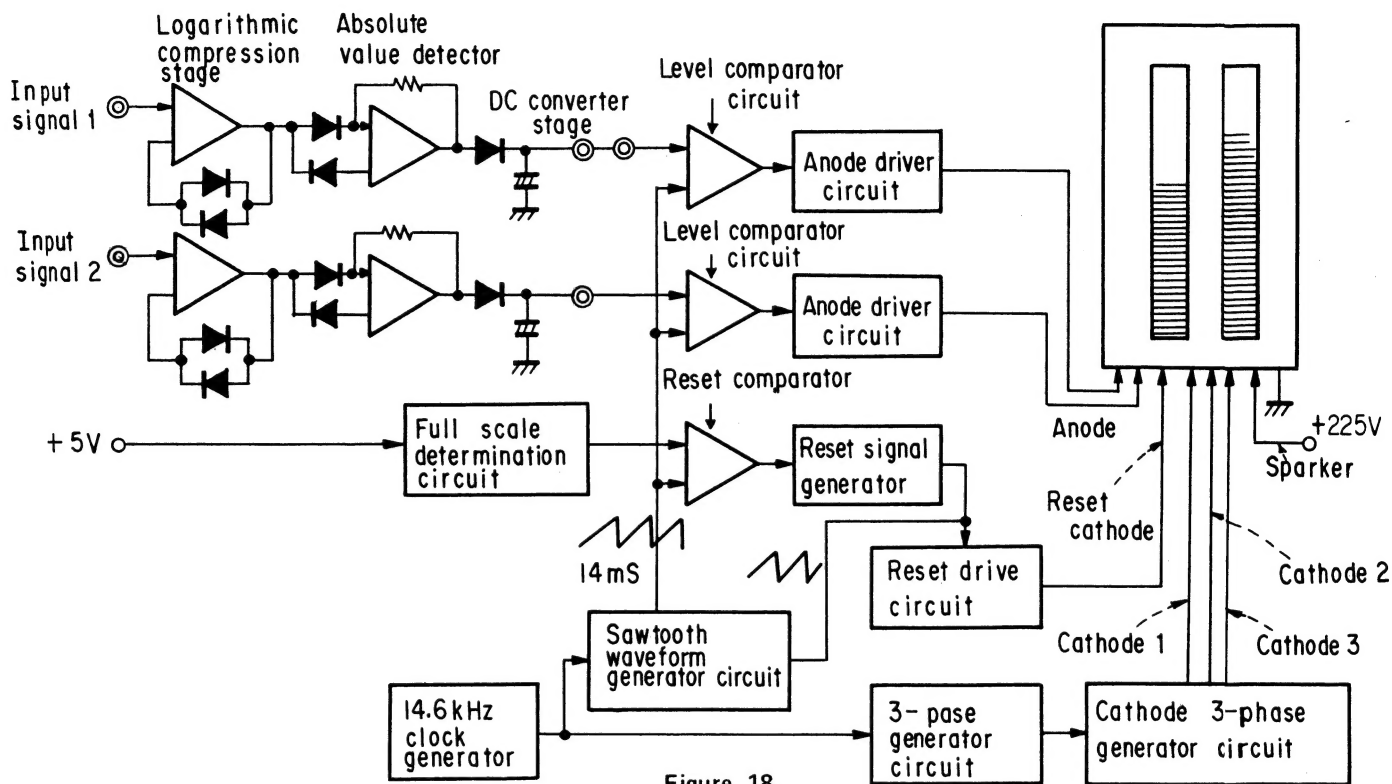 Logarithmic
compression
stage
Absolute
value detector
Input
signal 1
DC converter
stage
Level comparator
circuit
Anode driver
circuit
Input
signal 2
Level comparator
circuit
Anode driver
circuit
Reset comparator
+5V
Full scale
determination
circuit
Reset signal
generator
Anode
+225V
Sparker
Reset
cathode
14mS
Reset drive
circuit
Cathode 2
Cathode 1
Cathode 3
Sawtooth
waveform
generator circuit
14.6kHz
clock
generator
3-pase
generator
circuit
Cathode 3-phase
generator circuit
Figure 18